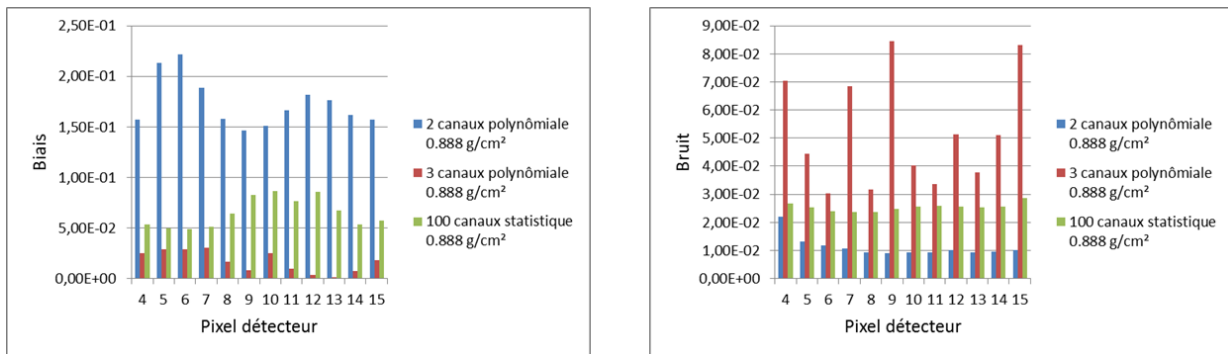 2,50E-01
2,00E-01
1,50E-01
1,00E-01
5,00E-02
0,00E+00
Biais
4 5 6 7 8 9 10 11 12 13 14 15
Pixel détecteur
2 canaux polynômiale
0.888 g/cm²
3 canaux polynômiale
0.888 g/cm²
100 canaux statistique
0.888 g/cm²
9,00E-02
8,00E-02
7,00E-02
6,00E-02
5,00E-02
4,00E-02
3,00E-02
2,00E-02
1,00E-02
0,00E+00
Bruit
4 5 6 7 8 9 10 11 12 13 14 15
Pixel détecteur
2 canaux polynômiale
0.888 g/cm²
3 canaux polynômiale
0.888 g/cm²
100 canaux statistique
0.888 g/cm²